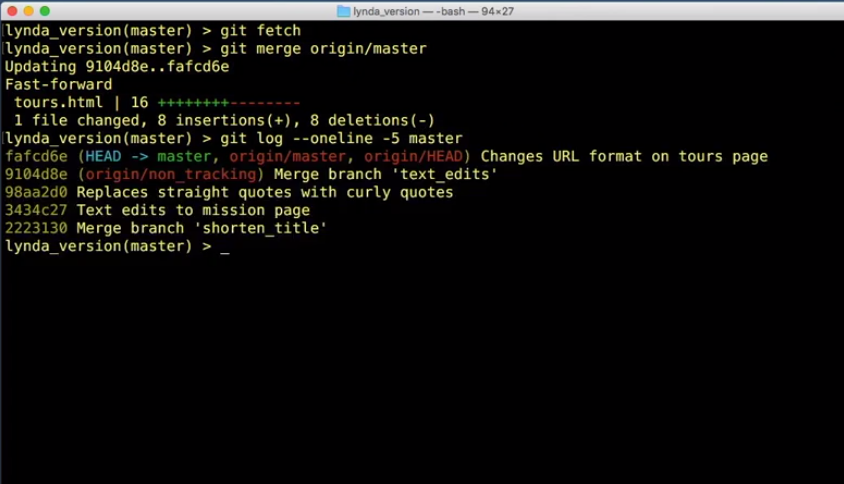 lynda_version — -bash — 94×27
lynda_version(master) > git fetch
lynda_version(master) > git merge origin/master
Updating 9104d8e..fafcd6e
Fast-forward
 tours.html | 16 ++++++++--------
 1 file changed, 8 insertions(+), 8 deletions(-)
lynda_version(master) > git log --oneline -5 master
fafcd6e (HEAD -> master, origin/master, origin/HEAD) Changes URL format on tours page
9104d8e (origin/non_tracking) Merge branch 'text_edits'
98aa2d0 Replaces straight quotes with curly quotes
3434c27 Text edits to mission page
2223130 Merge branch 'shorten_title'
lynda_version(master) > _